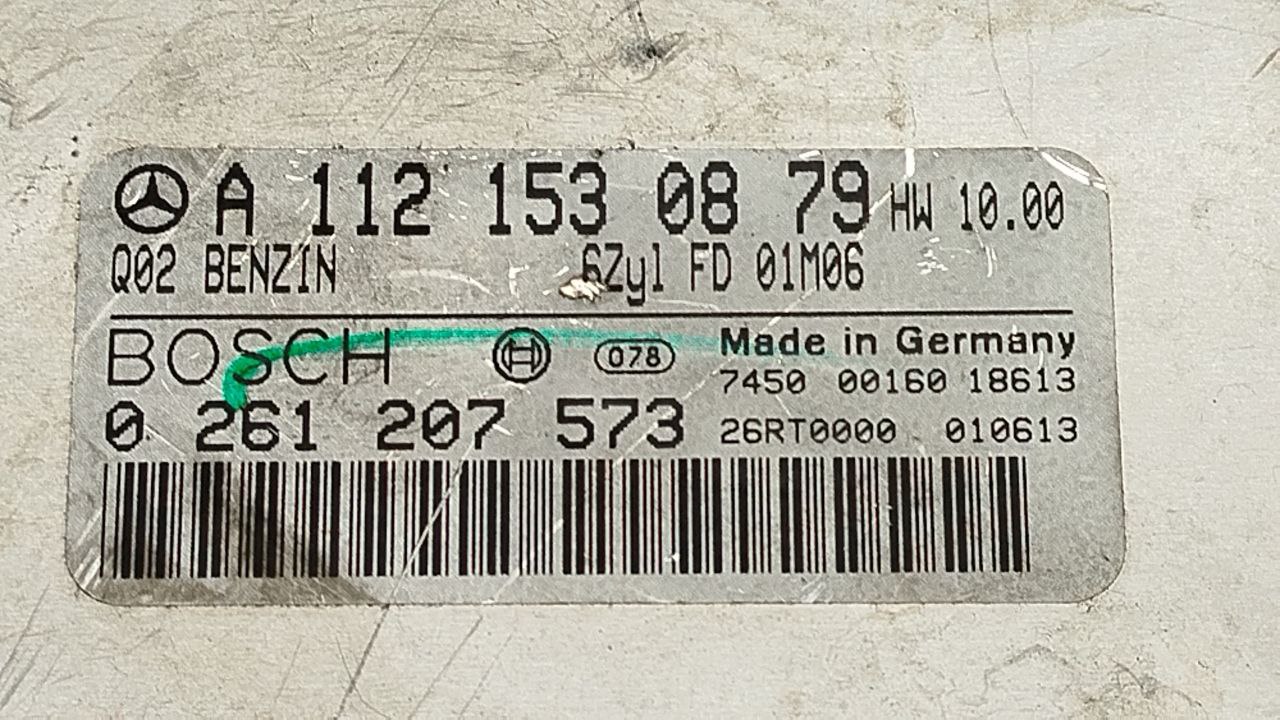 A 112 153 08 79 HW 10.00
Q02 BENZIN 6Zyl FD 01M06
BOSCH 078 Made in Germany
7450 00160 18613
0 261 207 573 26RT0000 010613